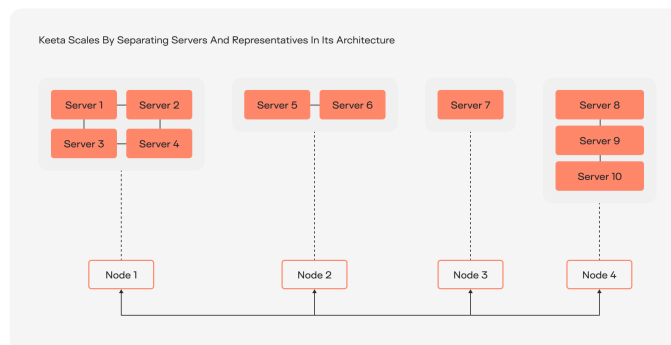 Keeta Scales By Separating Servers And Representatives In Its Architecture
Server 1
Server 2
Server 3
Server 4
Server 5
Server 6
Server 7
Server 8
Server 9
Server 10
Node 1
Node 2
Node 3
Node 4